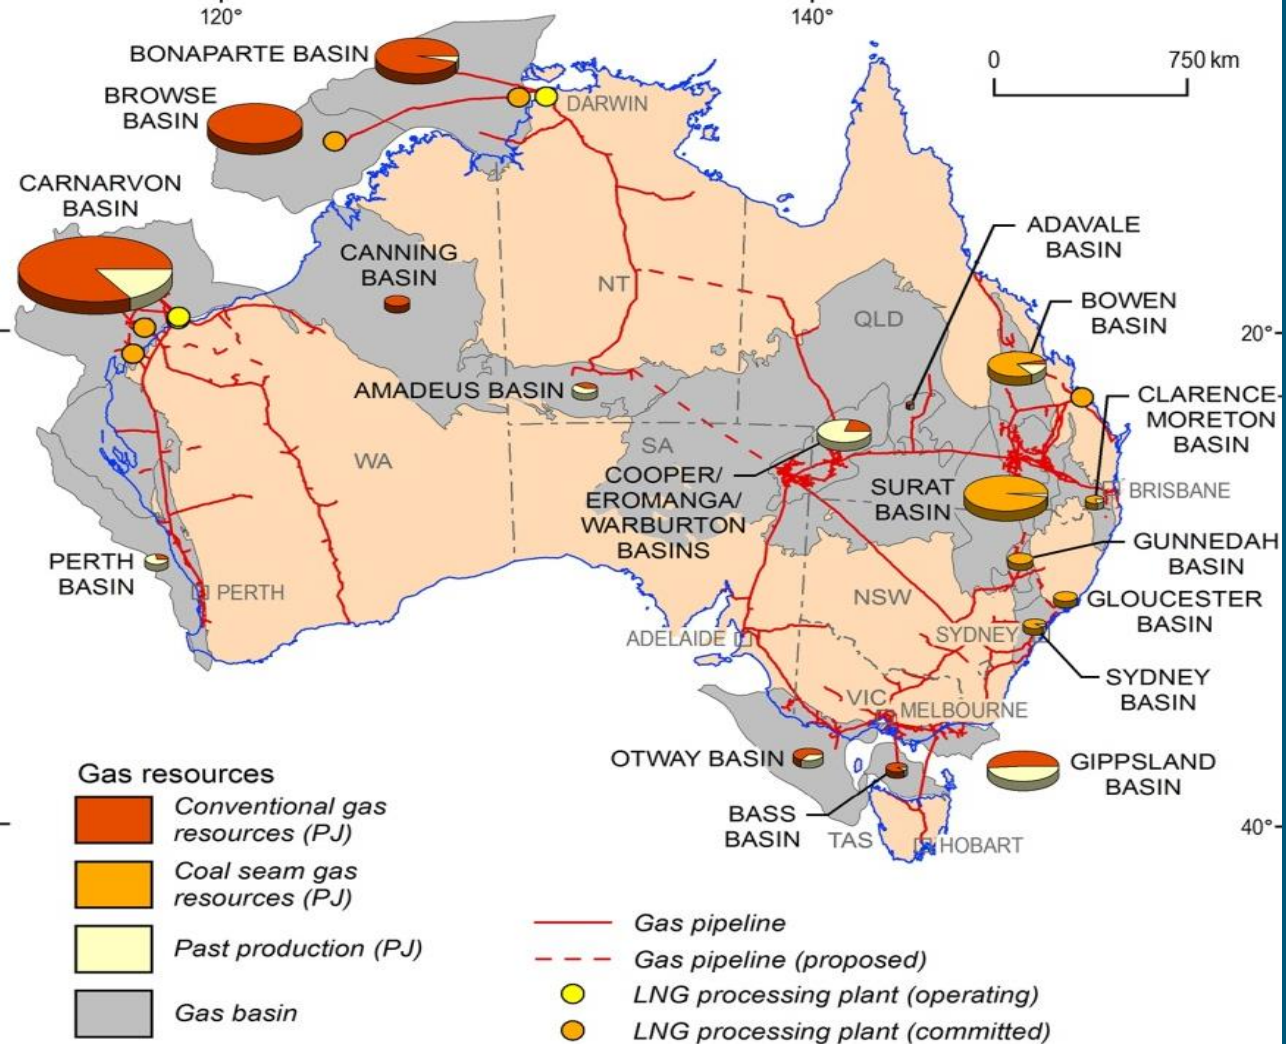 120°
140°
BONAPARTE BASIN
0
750 km
BROWSE
BASIN
DARWIN
CARNARVON
BASIN
ADAVALE
BASIN
CANNING
BASIN
NT
BOWEN
BASIN
QLD
20°
AMADEUS BASIN
CLARENCE-
MORETON
BASIN
SA
WA
COOPER/
EROMANGA/
WARBURTON
BASINS
SURAT
BASIN
BRISBANE
GUNNEDAH
BASIN
PERTH
BASIN
PERTH
NSW
GLOUCESTER
BASIN
ADELAIDE
SYDNEY
SYDNEY
BASIN
VIC
MELBOURNE
OTWAY BASIN
GIPPSLAND
BASIN
BASS
BASIN
TAS
HOBART
40°
Gas resources
Conventional gas
resources (PJ)
Coal seam gas
resources (PJ)
Past production (PJ)
Gas basin
Gas pipeline
Gas pipeline (proposed)
LNG processing plant (operating)
LNG processing plant (committed)